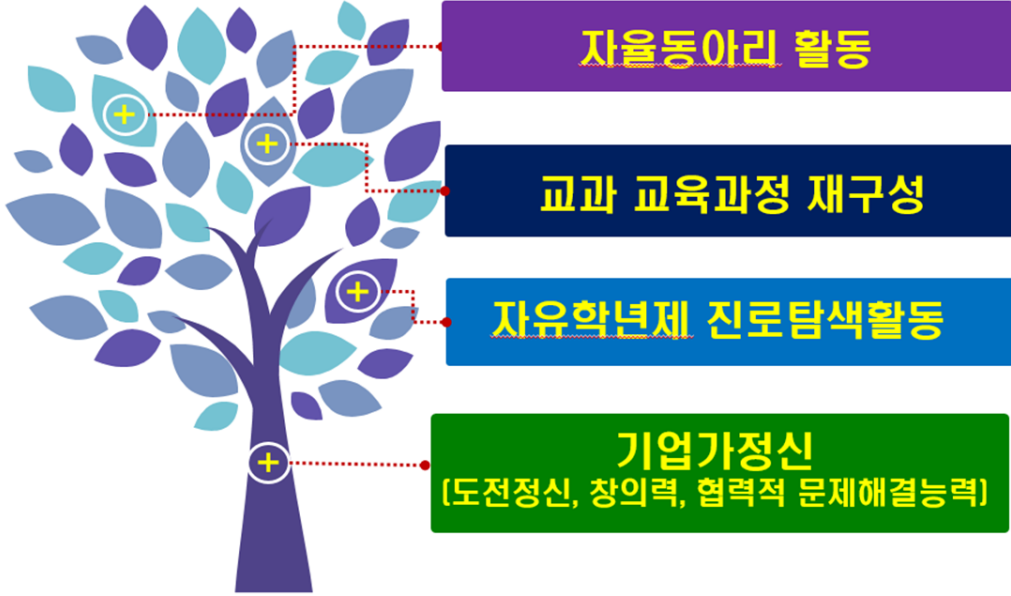 자율동아리 활동
교과 교육과정 재구성
자유학년제 진로탐색활동
기업가정신
(도전정신, 창의력, 협력적 문제해결능력)